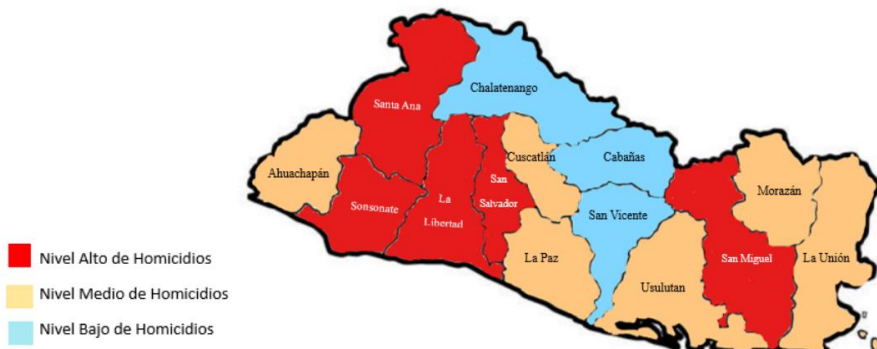 Chalatenango
Santa Ana
Cuscatlán
Cabañas
Ahuachapán
Sonsonate
La
Libertad
San
Salvador
San Vicente
Morazán
La Paz
Usulutan
San Miguel
La Unión
Nivel Alto de Homicidios
Nivel Medio de Homicidios
Nivel Bajo de Homicidios